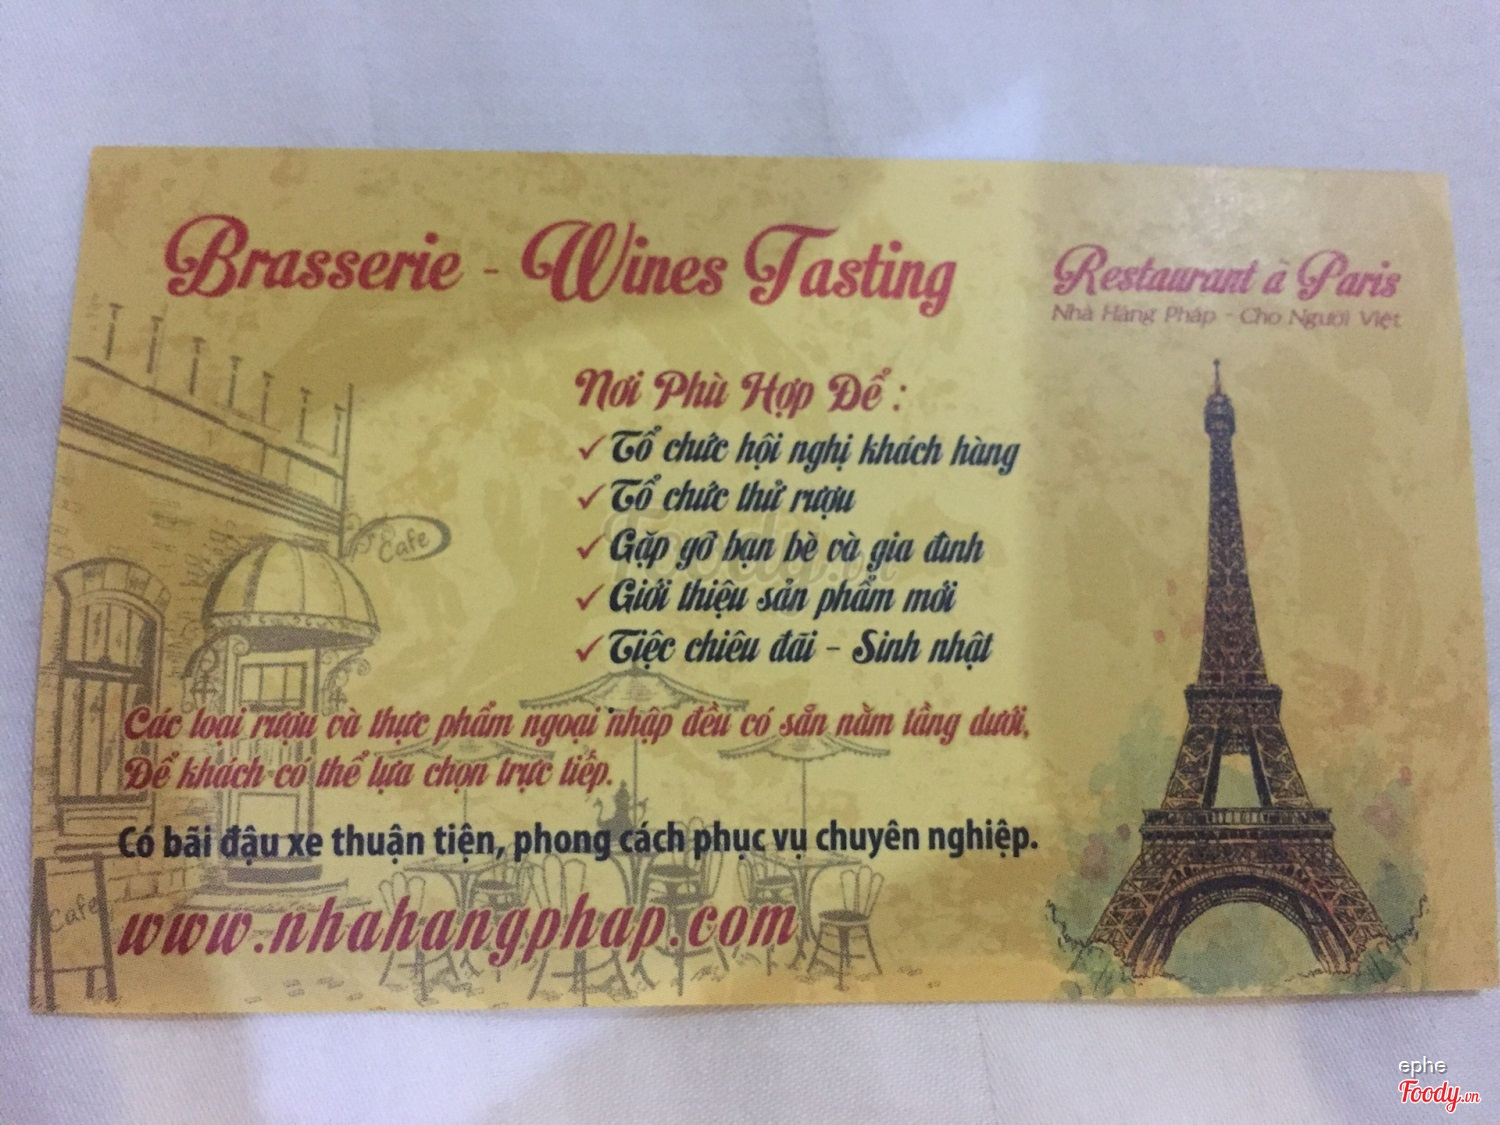 Brasserie - Wines Tasting
Restaurant à Paris
Nhà Hàng Pháp - Cho Người Việt
Nơi Phù Hợp Để :
✓ Tổ chức hội nghị khách hàng
✓ Tổ chức thử rượu
✓ Gặp gỡ bạn bè và gia đình
✓ Giới thiệu sản phẩm mới
✓ Tiệc chiêu đãi - Sinh nhật
Cafe
Các loại rượu và thực phẩm ngoại nhập đều có sẵn nằm tầng dưới,
Để khách có thể lựa chọn trực tiếp.
Có bãi đậu xe thuận tiện, phong cách phục vụ chuyên nghiệp.
Cafe
www.nhahangphap.com
Foody.vn
ephe
Foody.vn